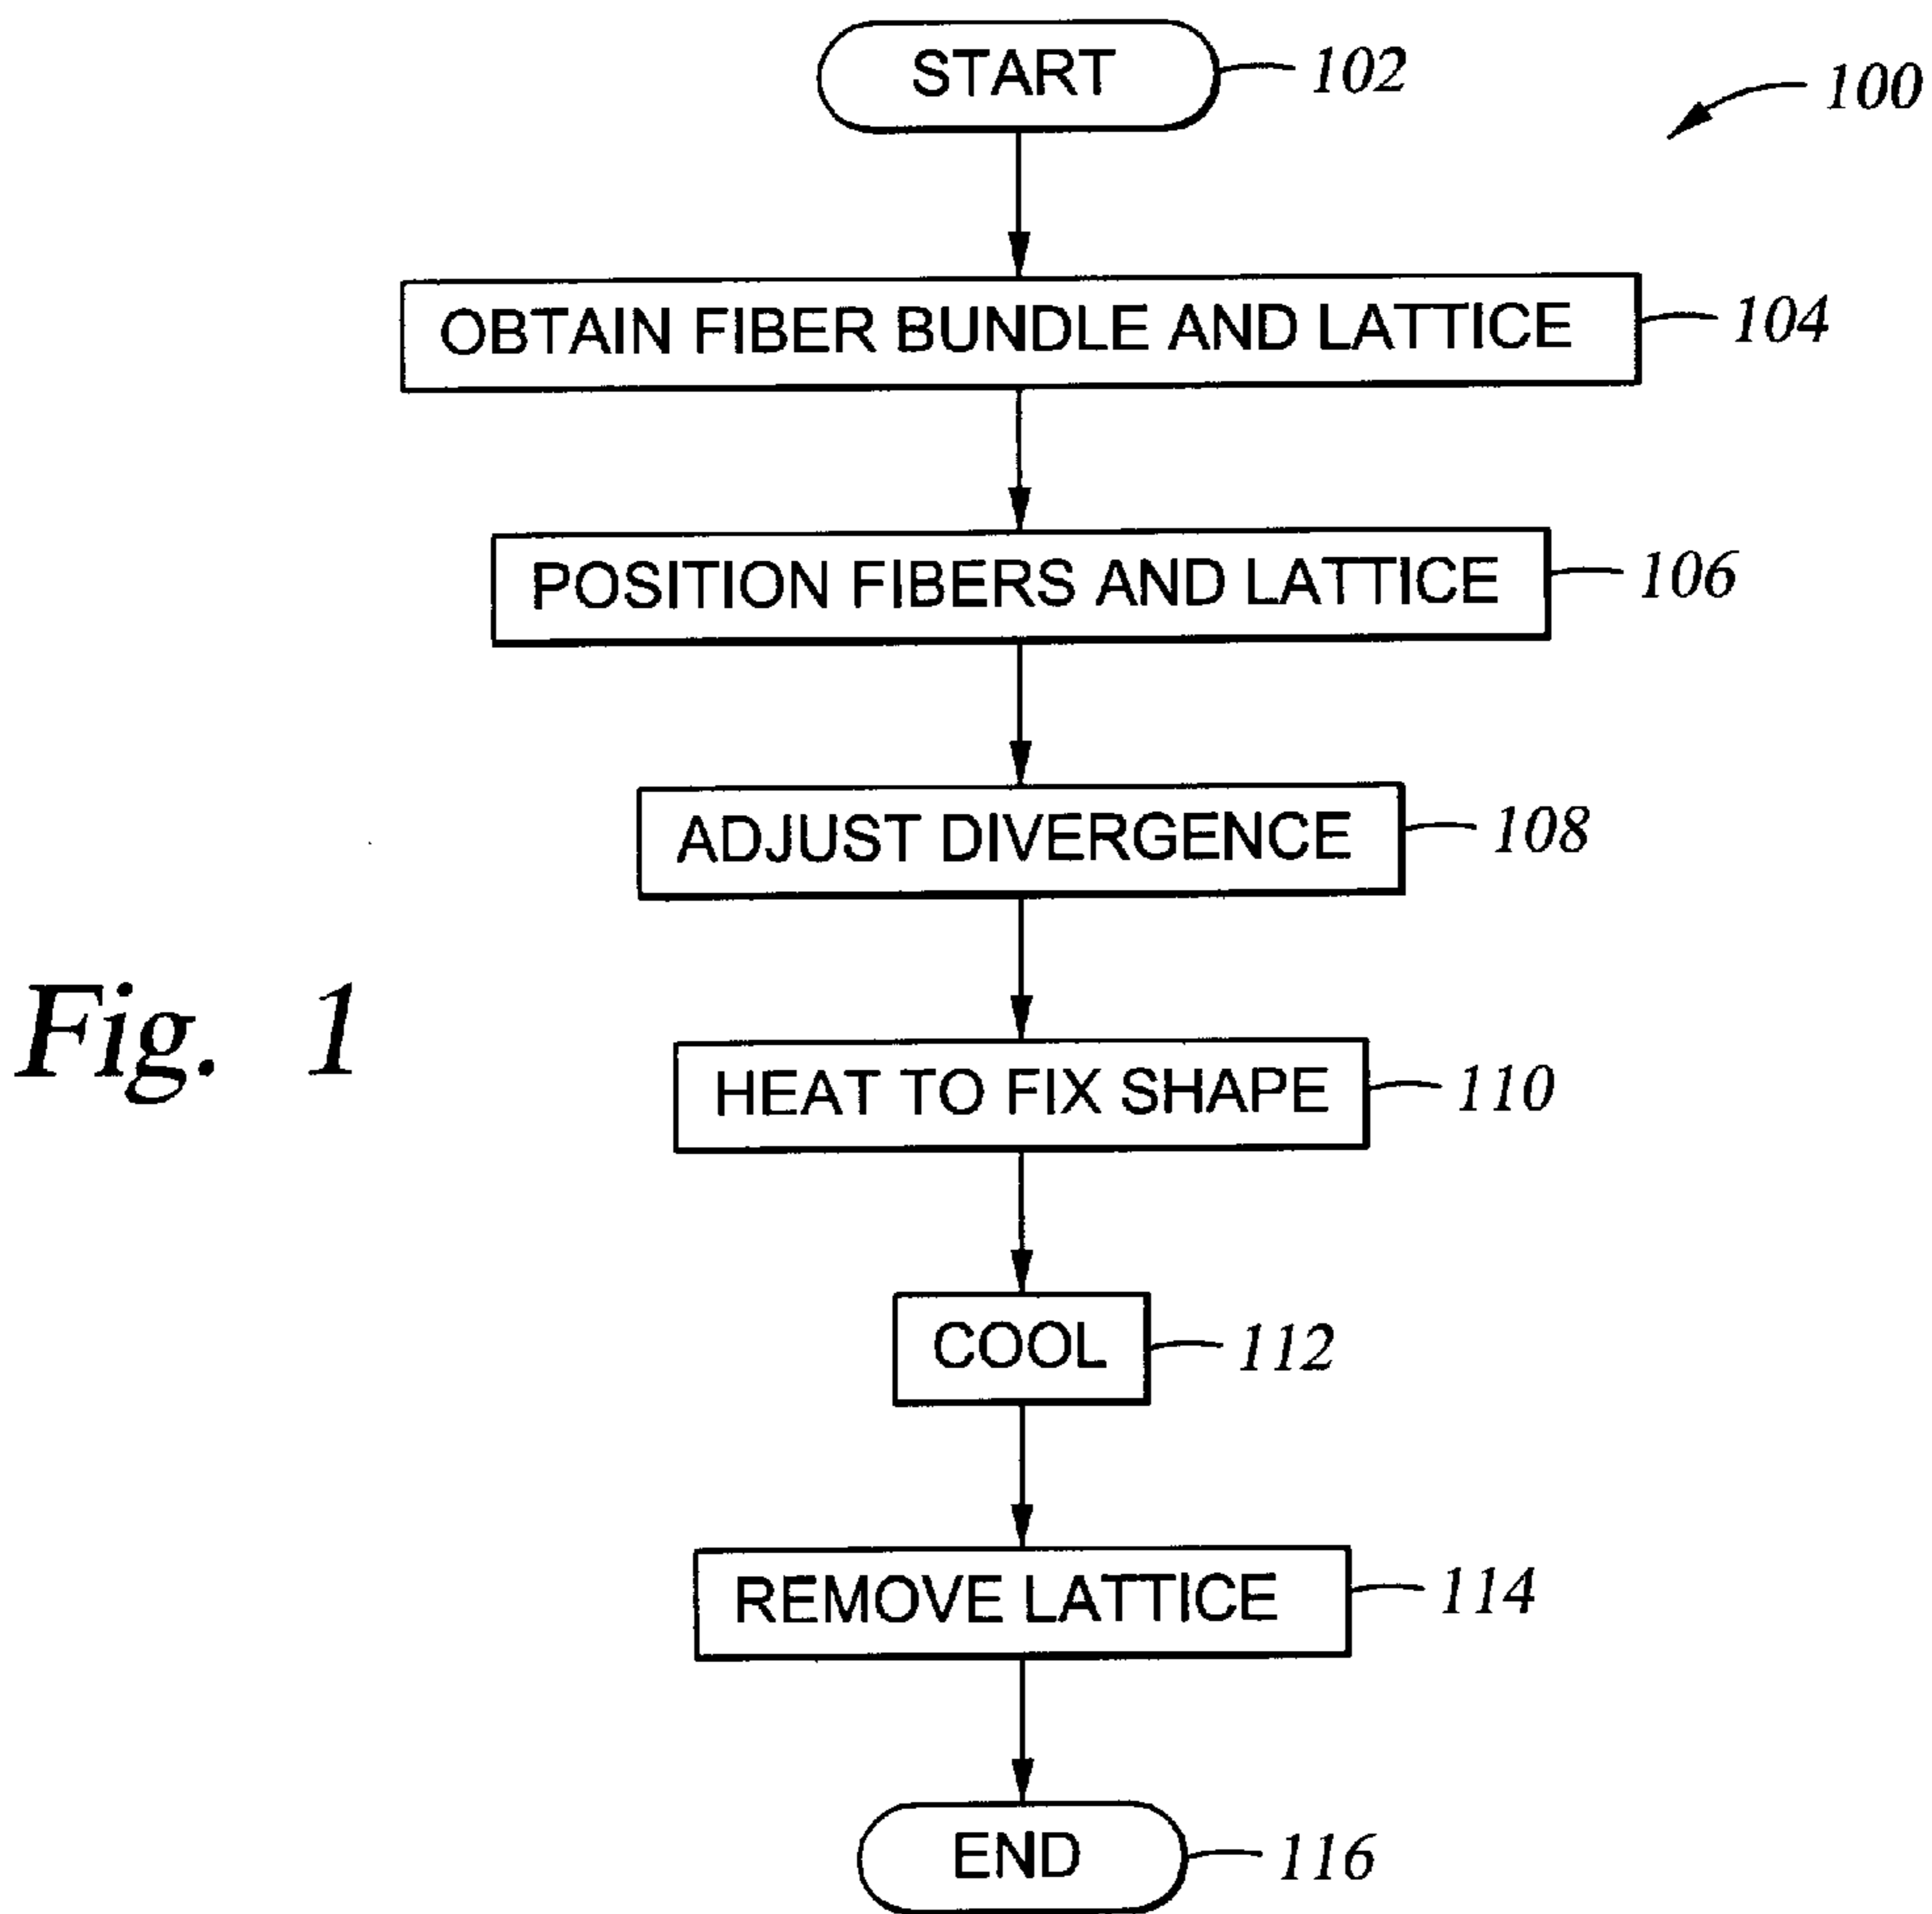 START 102
100
OBTAIN FIBER BUNDLE AND LATTICE 104
POSITION FIBERS AND LATTICE 106
ADJUST DIVERGENCE 108
Fig. 1
HEAT TO FIX SHAPE 110
COOL 112
REMOVE LATTICE 114
END 116